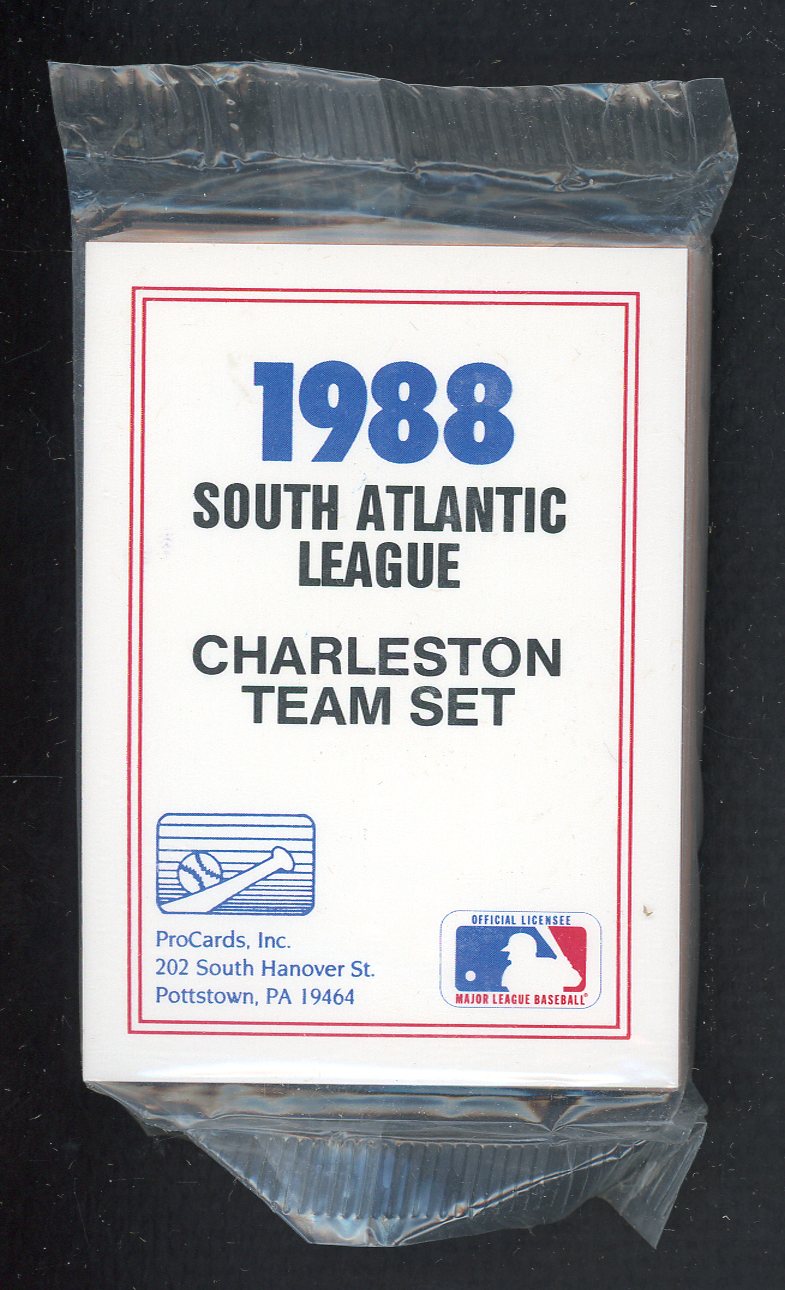 1988
SOUTH ATLANTIC
LEAGUE
CHARLESTON
TEAM SET
ProCards, Inc.
202 South Hanover St.
Pottstown, PA 19464
OFFICIAL LICENSEE
MAJOR LEAGUE BASEBALL®